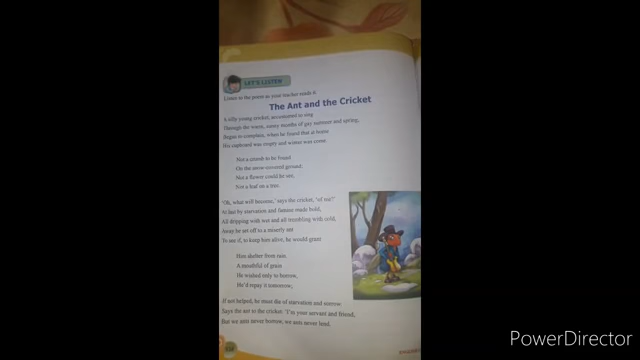 LET'S LISTEN
Listen to the poem as your teacher reads it.
The Ant and the Cricket
A silly young cricket, accustomed to sing
Through the warm, sunny months of gay summer and spring,
Began to complain, when he found that at home
His cupboard was empty and winter was come
Not a crumb to be found
On the snow-covered ground;
Not a flower could he see,
Not a leaf on a tree.
'Oh, what will become,' says the cricket, 'of me?'
At last by starvation and famine made bold,
All dripping with wet and all trembling with cold,
Away he set off to a miserly ant
To see if, to keep him alive, he would grant
Him shelter from rain.
A mouthful of grain
He wished only to borrow,
He'd repay it tomorrow;
If not helped, he must die of starvation and sorrow.
Says the ant to the cricket: 'I'm your servant and friend,
But we ants never borrow, we ants never lend.
PowerDirector